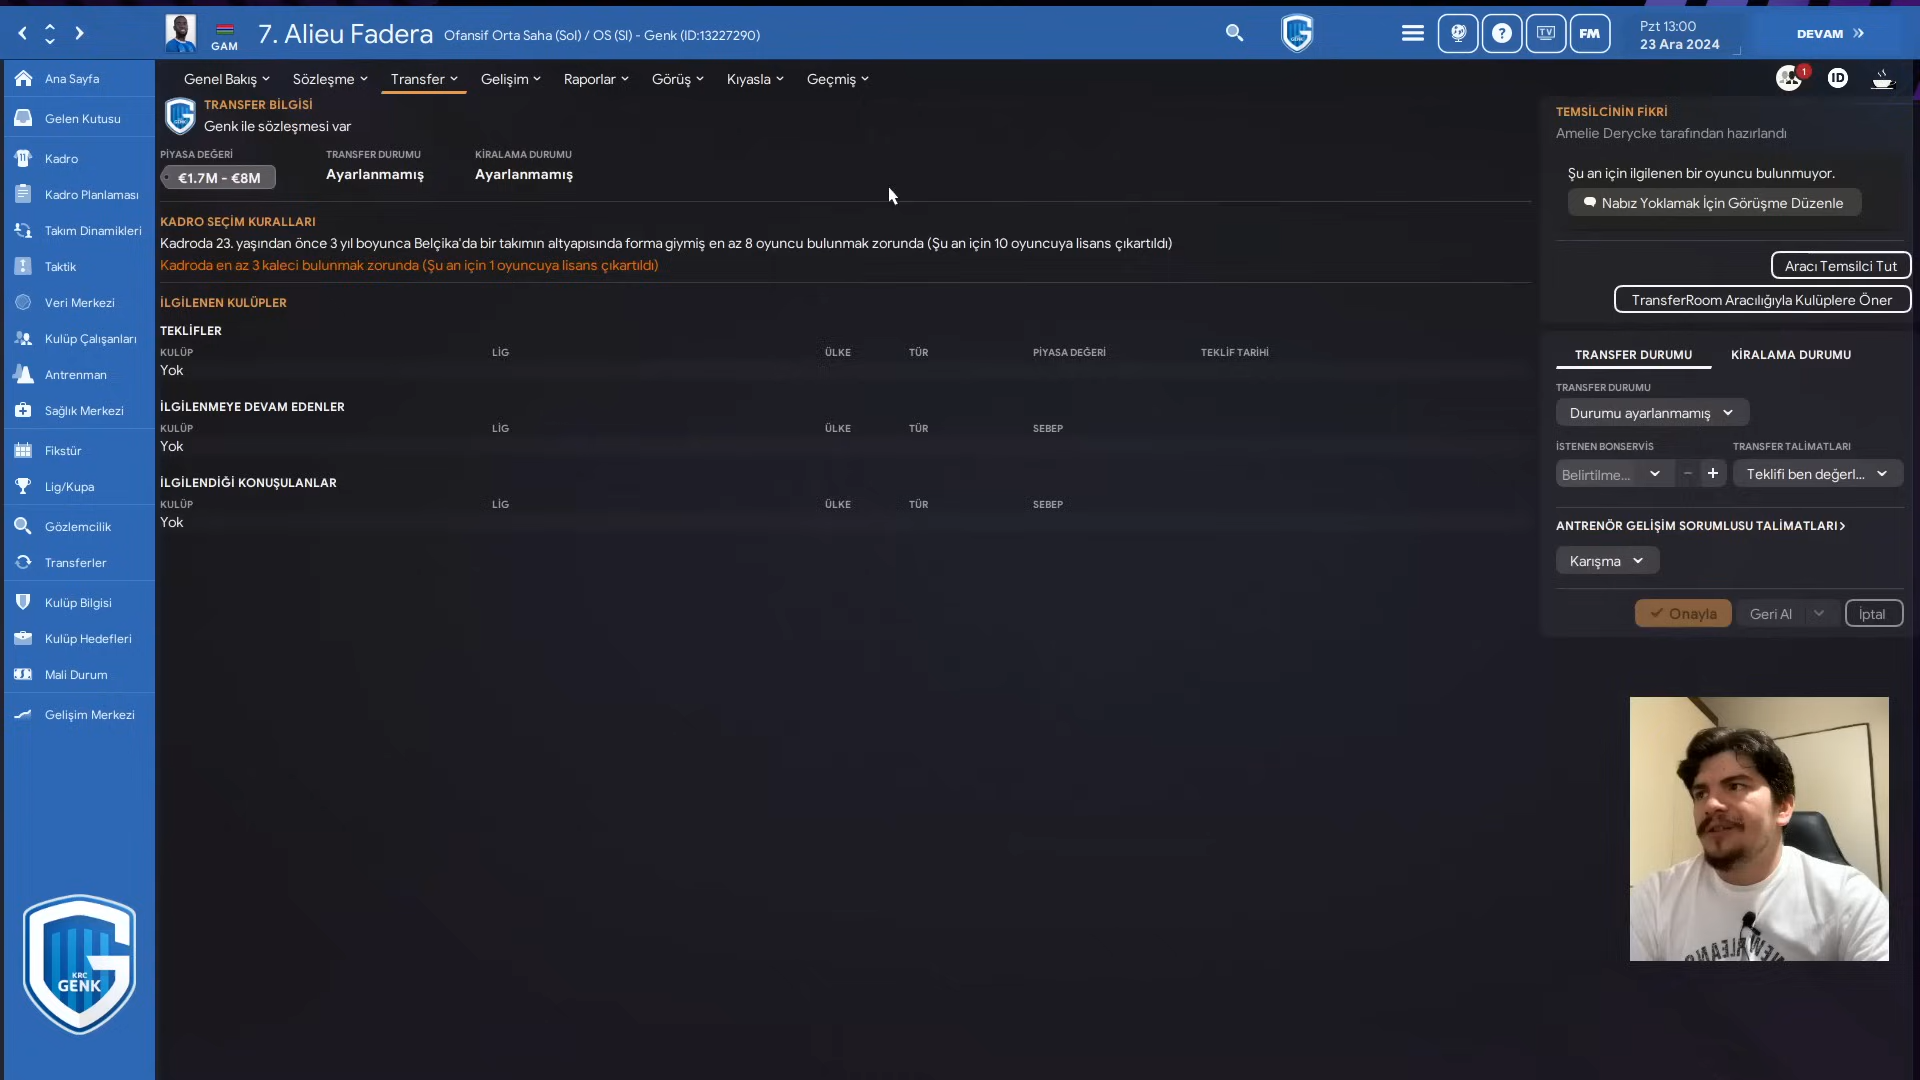 GAM
7. Alieu Fadera
Ofansif Orta Saha (Sol) / OS (Sl) - Genk (ID:13227290)
TV
FM
Pzt 13:00
23 Ara 2024
DEVAM
Ana Sayfa
Gelen Kutusu
Kadro
Kadro Planlaması
Takım Dinamikleri
Taktik
Veri Merkezi
Kulüp Çalışanları
Antrenman
Sağlık Merkezi
Fikstür
Lig/Kupa
Gözlemcilik
Transferler
Kulüp Bilgisi
Kulüp Hedefleri
Mali Durum
Gelişim Merkezi
KRC
GENK
Genel Bakış
Sözleşme
Transfer
Gelişim
Raporlar
Görüş
Kıyasla
Geçmiş
1
ID
TRANSFER BİLGİSİ
Genk ile sözleşmesi var
PİYASA DEĞERİ TRANSFER DURUMU KİRALAMA DURUMU
€1.7M - €8M Ayarlanmamış Ayarlanmamış
KADRO SEÇİM KURALLARI
Kadroda 23. yaşından önce 3 yıl boyunca Belçika'da bir takımın altyapısında forma giymiş en az 8 oyuncu bulunmak zorunda (Şu an için 10 oyuncuya lisans çıkartıldı)
Kadroda en az 3 kaleci bulunmak zorunda (Şu an için 1 oyuncuya lisans çıkartıldı)
İLGİLENEN KULÜPLER
TEKLİFLER
KULÜP LİG ÜLKE TÜR PİYASA DEĞERİ TEKLİF TARİHİ
Yok
İLGİLENMEYE DEVAM EDENLER
KULÜP LİG ÜLKE TÜR SEBEP
Yok
İLGİLENDİĞİ KONUŞULANLAR
KULÜP LİG ÜLKE TÜR SEBEP
Yok
TEMSİLCİNİN FİKRİ
Amelie Derycke tarafından hazırlandı
Şu an için ilgilenen bir oyuncu bulunmuyor.
Nabız Yoklamak İçin Görüşme Düzenle
Aracı Temsilci Tut
TransferRoom Aracılığıyla Kulüplere Öner
TRANSFER DURUMU KİRALAMA DURUMU
TRANSFER DURUMU
Durumu ayarlanmamış
İSTENEN BONSERVİS TRANSFER TALİMATLARI
Belirtilme... − + Teklifi ben değerl...
ANTRENÖR GELİŞİM SORUMLUSU TALİMATLARI>
Karışma
Onayla Geri Al İptal